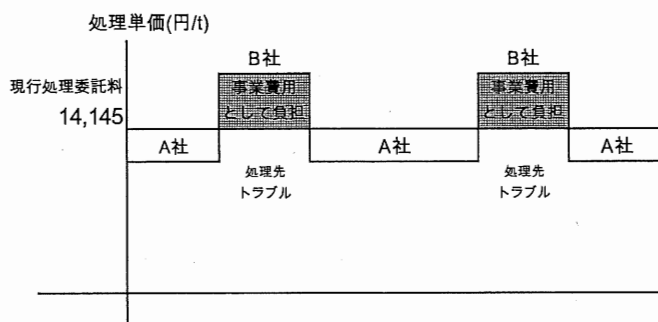 処理単価(円/t)
B社
B社
現行処理委託料
事業費用
事業費用
14,145
として負担
として負担
A社
A社
A社
処理先
処理先
トラブル
トラブル